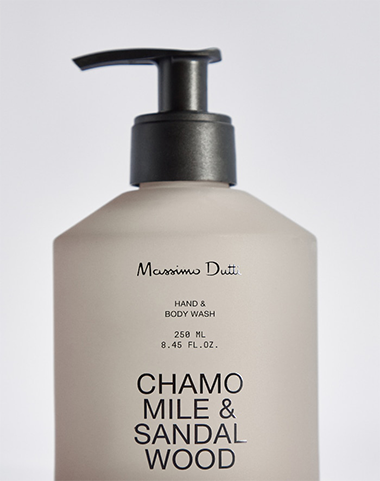 Massimo Dutti
HAND &
BODY WASH
250 ML
8.45 FL.OZ.
CHAMO
MILE &
SANDAL
WOOD